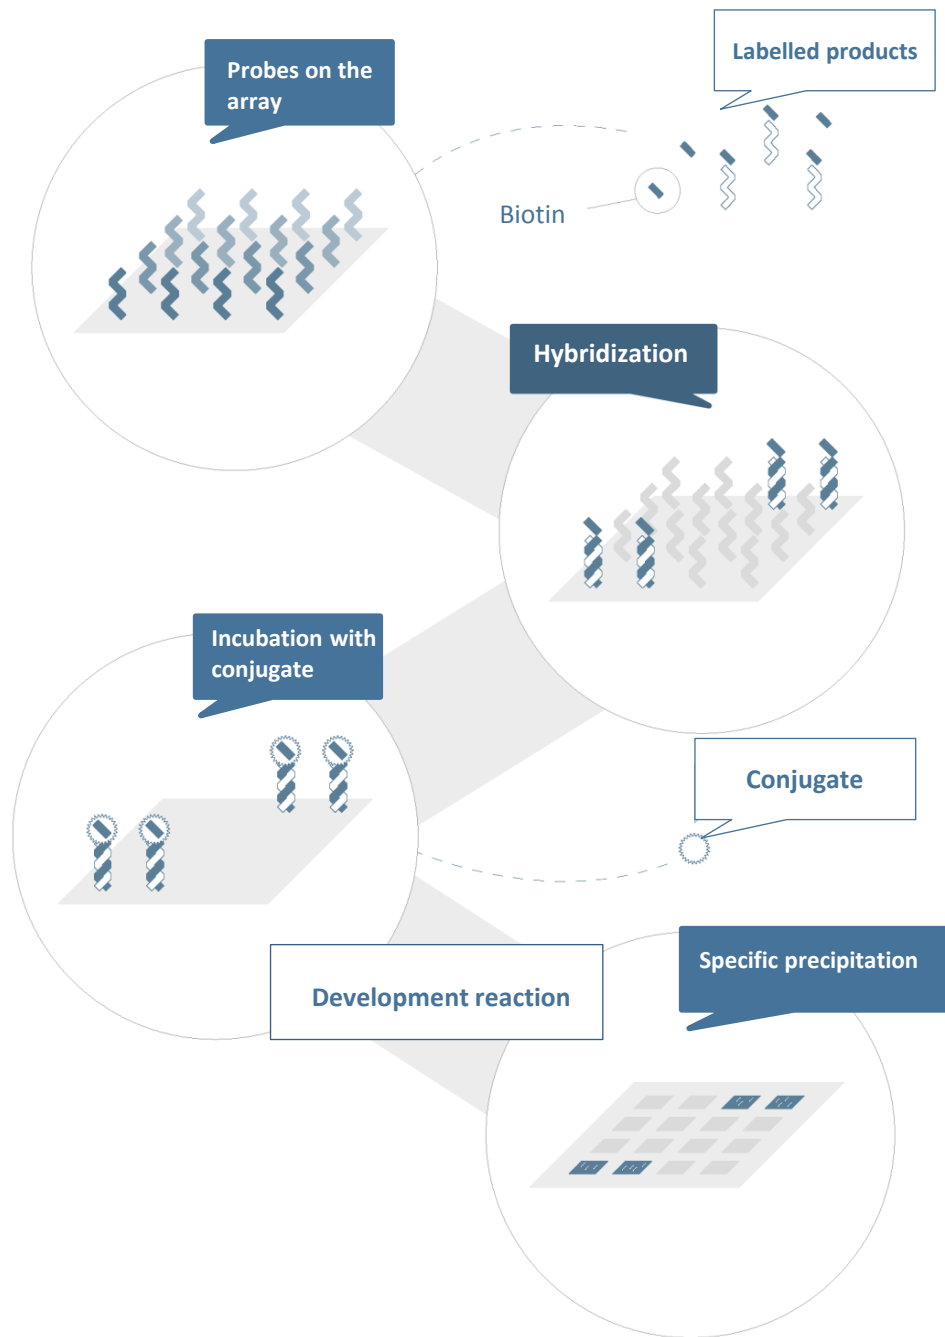 Probes on the
array
Labelled products
Biotin
Hybridization
Incubation with
conjugate
Conjugate
Development reaction
Specific precipitation